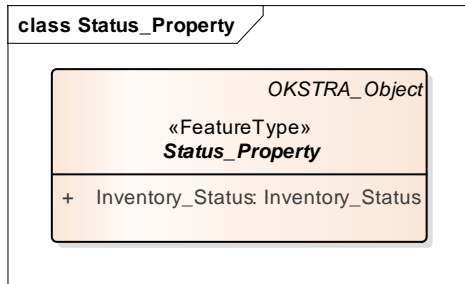 class Status_Property
OKSTRA_Object
«FeatureType»
Status_Property
+ Inventory_Status: Inventory_Status